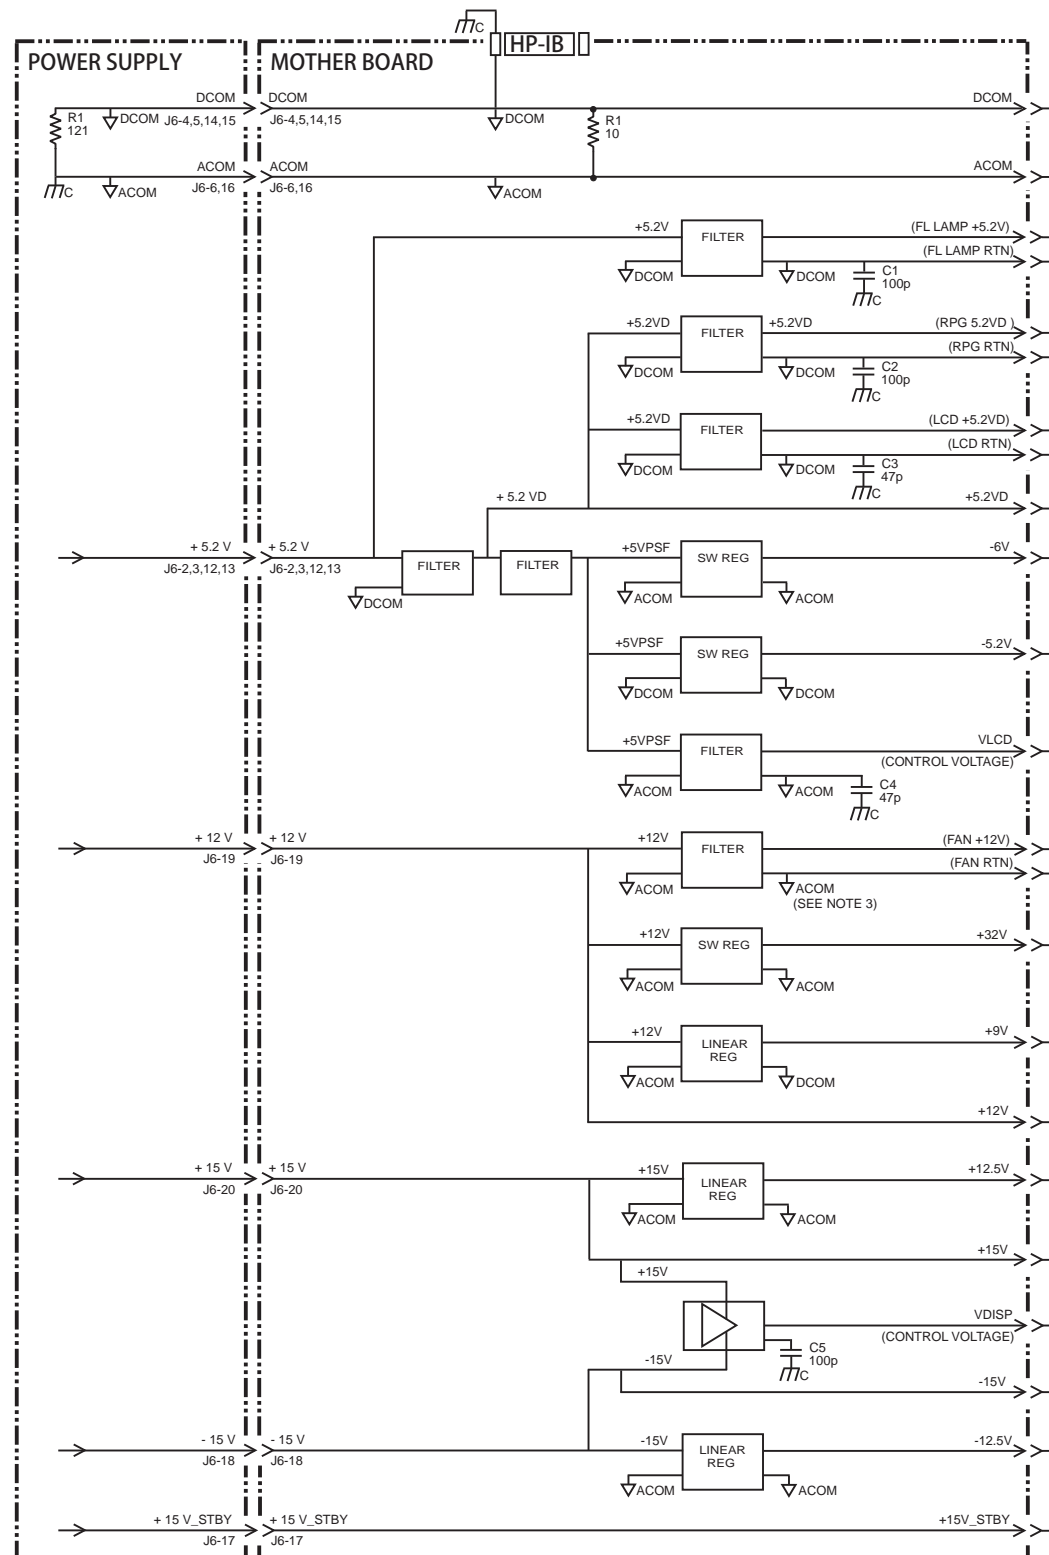 C
HP-IB
POWER SUPPLY
MOTHER BOARD
DCOM
DCOM
DCOM
R1
121
DCOM
J6-4,5,14,15
J6-4,5,14,15
DCOM
R1
10
ACOM
ACOM
ACOM
J6-6,16
J6-6,16
C
ACOM
ACOM
+5.2V
FILTER
(FL LAMP +5.2V)
(FL LAMP RTN)
DCOM
DCOM
C1
100p
C
+5.2VD
FILTER
+5.2VD
(RPG 5.2VD )
(RPG RTN)
DCOM
DCOM
C2
100p
C
+5.2VD
FILTER
(LCD +5.2VD)
(LCD RTN)
DCOM
DCOM
C3
47p
C
+ 5.2 VD
+5.2VD
+ 5.2 V
+ 5.2 V
J6-2,3,12,13
J6-2,3,12,13
FILTER
FILTER
DCOM
+5VPSF
SW REG
-6V
ACOM
ACOM
+5VPSF
SW REG
-5.2V
DCOM
DCOM
+5VPSF
FILTER
VLCD
(CONTROL VOLTAGE)
ACOM
ACOM
C4
47p
C
+ 12 V
+ 12 V
J6-19
J6-19
+12V
FILTER
(FAN +12V)
(FAN RTN)
ACOM
ACOM
(SEE NOTE 3)
+12V
SW REG
+32V
ACOM
ACOM
+12V
LINEAR
REG
+9V
ACOM
DCOM
+12V
+ 15 V
+ 15 V
J6-20
J6-20
+15V
LINEAR
REG
+12.5V
ACOM
ACOM
+15V
+15V
VDISP
(CONTROL VOLTAGE)
C5
100p
C
-15V
-15V
- 15 V
- 15 V
J6-18
J6-18
-15V
LINEAR
REG
-12.5V
ACOM
ACOM
+ 15 V_STBY
+ 15 V_STBY
+15V_STBY
J6-17
J6-17